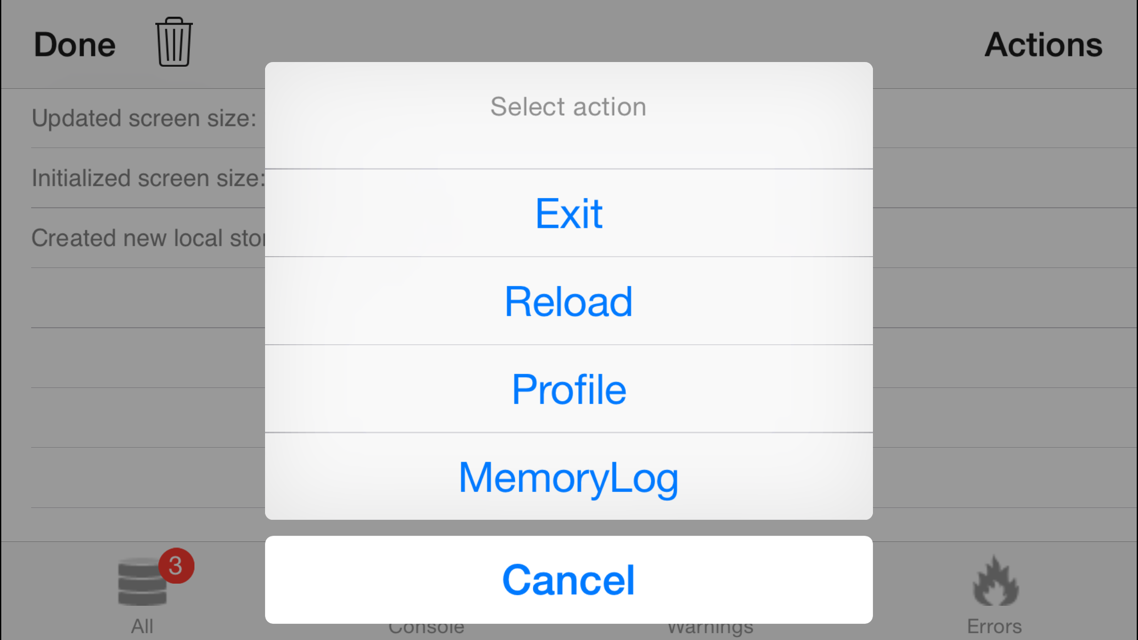 Done
Actions
Select action
Updated screen size:
Initialized screen size:
Created new local
Exit
Reload
Profile
MemoryLog
Cancel
3
All
Console
Warnings
Errors